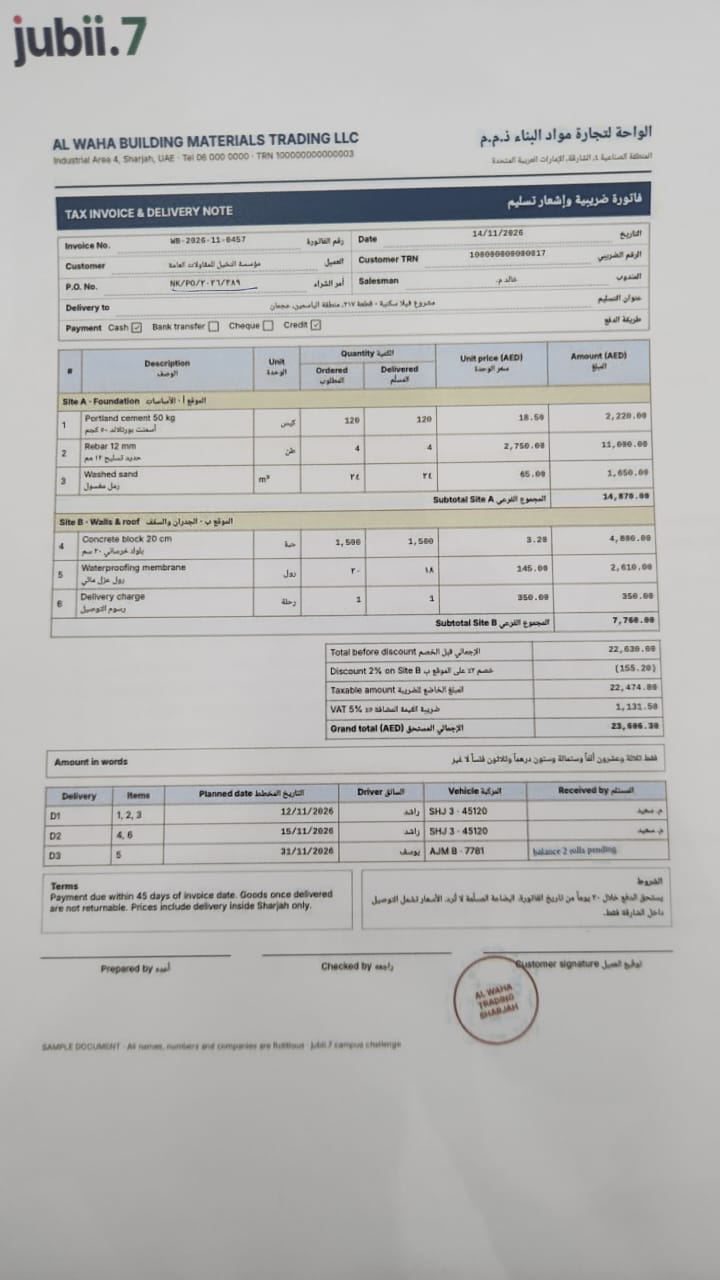 jubii.7
AL WAHA BUILDING MATERIALS TRADING LLC
الواحة لتجارة مواد البناء ذ.م.م
Industrial Area 4, Sharjah, UAE · Tel 06 000 0000 · TRN 100000000000003
المنطقة الصناعية ٤، الشارقة، الإمارات العربية المتحدة
TAX INVOICE & DELIVERY NOTE فاتورة ضريبية وإشعار تسليم
Invoice No. WB-2026-11-0457 رقم الفاتورة Date 14/11/2026 التاريخ
Customer مؤسسة النخيل للمقاولات العامة العميل Customer TRN الرقم الضريبي
P.O. No. NK/PO/٢٠٢٦/٣٨٩ أمر الشراء Salesman خالد م. المندوب
Delivery to مشروع فيلا سكنية - قطعة ٢١٧، منطقة الياسمين، عجمان عنوان التسليم
Payment Cash ☑ Bank transfer ☐ Cheque ☐ Credit ☑ طريقة الدفع
# Description الوصف Unit الوحدة Quantity الكمية Ordered المطلوب Delivered المسلّم Unit price (AED) سعر الوحدة Amount (AED) المبلغ
Site A - Foundation الموقع أ - الأساسات
1 Portland cement 50 kg كيس 120 120 18.50 2,220.00
أسمنت بورتلاند ٥٠ كجم
2 Rebar 12 mm طن 4 4 2,750.00 11,000.00
حديد تسليح ١٢ مم
3 Washed sand m³ ٢٤ ٢٤ 65.00 1,650.00
رمل مغسول
Subtotal Site A المجموع الفرعي 14,870.00
Site B - Walls & roof الموقع ب - الجدران والسقف
4 Concrete block 20 cm حبة 1,500 1,500 3.20 4,800.00
بلوك خرساني ٢٠ سم
5 Waterproofing membrane رول ٢٠ ١٨ 145.00 2,610.00
رول عزل مائي
6 Delivery charge رحلة 1 1 350.00 350.00
رسوم التوصيل
Subtotal Site B المجموع الفرعي 7,760.00
Total before discount الإجمالي قبل الخصم 22,630.00
Discount 2% on Site B خصم ٢٪ على الموقع ب (155.20)
Taxable amount المبلغ الخاضع للضريبة 22,474.80
VAT 5% ضريبة القيمة المضافة ٥٪ 1,131.50
Grand total (AED) الإجمالي المستحق 23,606.30
Amount in words فقط ثلاثة وعشرون ألفاً وستمائة وستون درهماً وثلاثون فلساً لا غير
Delivery Items Planned date التاريخ المخطط Driver السائق Vehicle المركبة Received by المستلم
D1 1, 2, 3 12/11/2026 راشد SHJ 3 - 45120 م. سعيد
D2 4, 6 15/11/2026 راشد SHJ 3 - 45120 م. سعيد
D3 5 31/11/2026 يوسف AJM B - 7781 balance 2 rolls pending
Terms
Payment due within 45 days of invoice date. Goods once delivered
are not returnable. Prices include delivery inside Sharjah only.
الشروط
يستحق الدفع خلال ٣٠ يوماً من تاريخ الفاتورة. البضاعة المسلّمة لا تُرد. الأسعار تشمل التوصيل
داخل الشارقة فقط.
Prepared by أعده Checked by راجعه Customer signature توقيع العميل
AL WAHA
TRADING
SHARJAH
SAMPLE DOCUMENT - All names, numbers and companies are fictitious - jubii 7 campus challenge